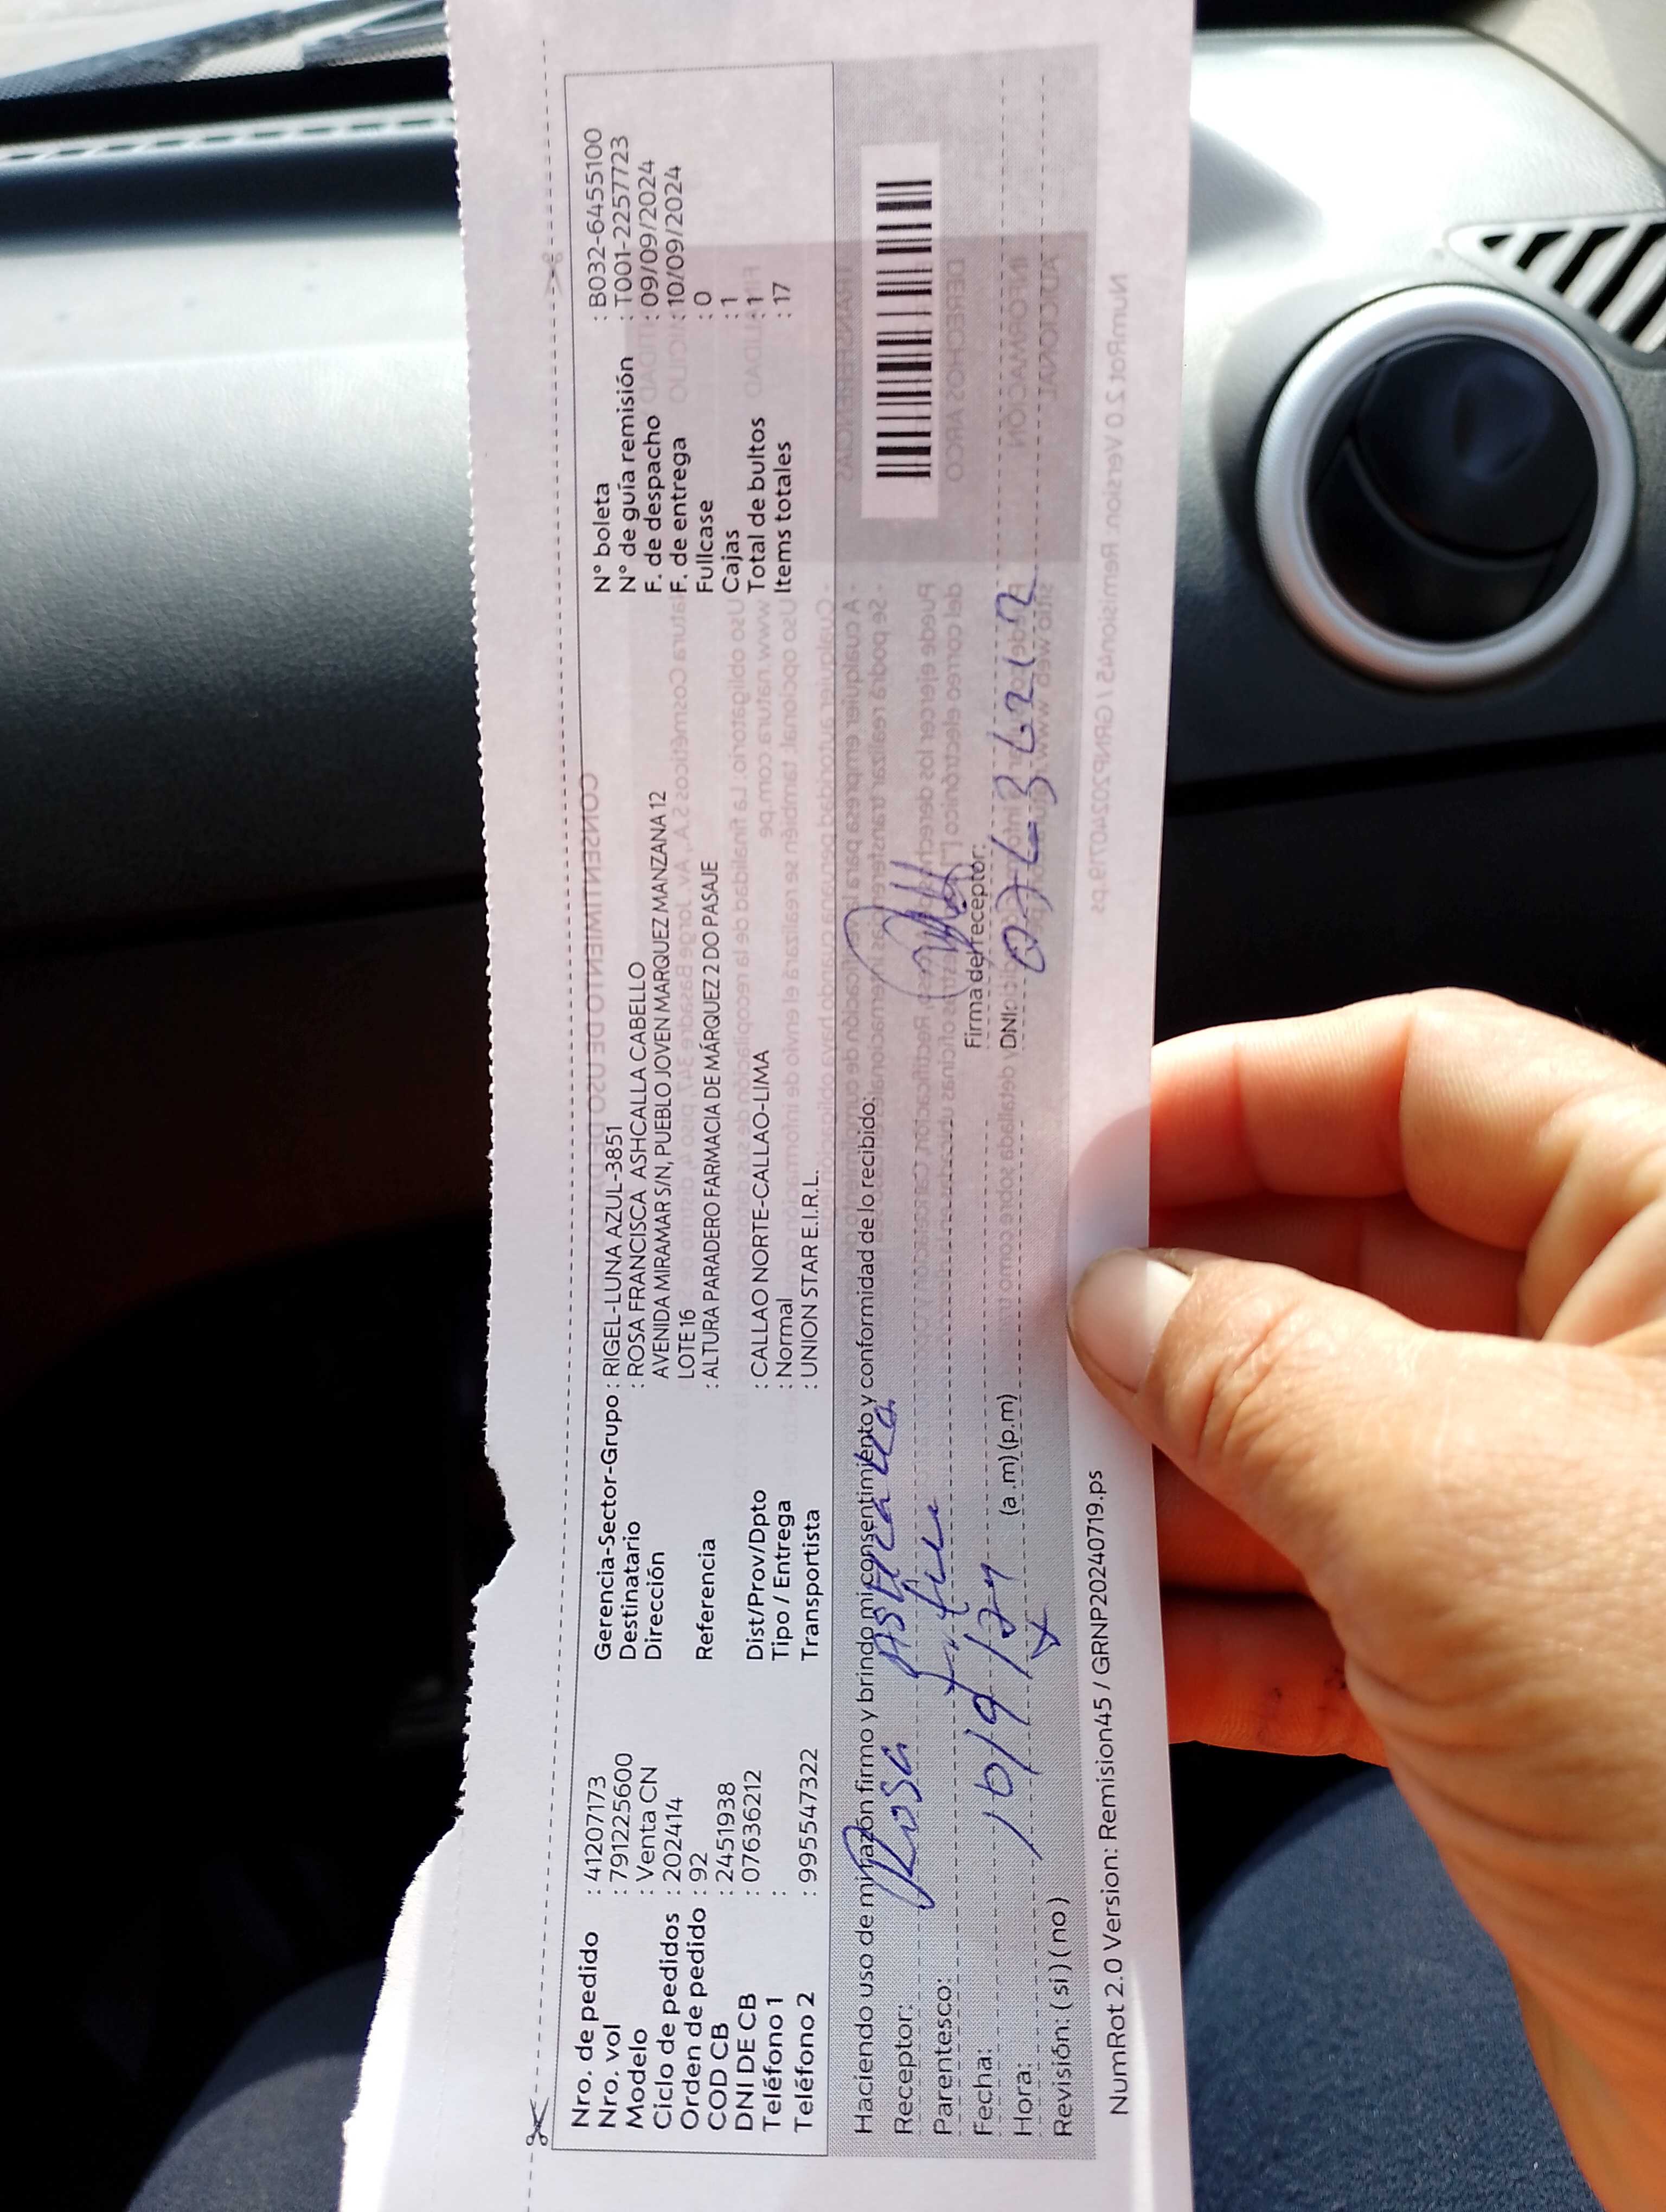 Nro. de pedido : 41207173
Nro. vol : 791225600
Modelo : Venta CN
Ciclo de pedidos : 202414
Orden de pedido : 92
COD CB : 2451938
DNI DE CB : 07636212
Teléfono 1 :
Teléfono 2 : 995547322
Gerencia-Sector-Grupo : RIGEL-LUNA AZUL-3851
Destinatario : ROSA FRANCISCA ASHCALLA CABELLO
Dirección AVENIDA MIRAMAR S/N, PUEBLO JOVEN MARQUEZ MANZANA 12
LOTE 16
Referencia : ALTURA PARADERO FARMACIA DE MÁRQUEZ 2 DO PASAJE
Dist/Prov/Dpto : CALLAO NORTE-CALLAO-LIMA
Tipo / Entrega : Normal
Transportista : UNION STAR E.I.R.L.
N° boleta : B032-6455100
N° de guía remisión : T001-2257723
F. de despacho : 09/09/2024
F. de entrega : 10/09/2024
Fullcase : 0
Cajas : 1
Total de bultos : 1
Items totales : 17
Haciendo uso de mi razón firmo y brindo mi consentimiento y conformidad de lo recibido:
Receptor: Rosa
Parentesco:
Fecha: 10/9/24
Hora: (a.m) (p.m)
Revisión: ( si ) ( no )
Firma del receptor:
DNI: 07636212
NumRot 2.0 Version: Remision45 / GRNP20240719.ps